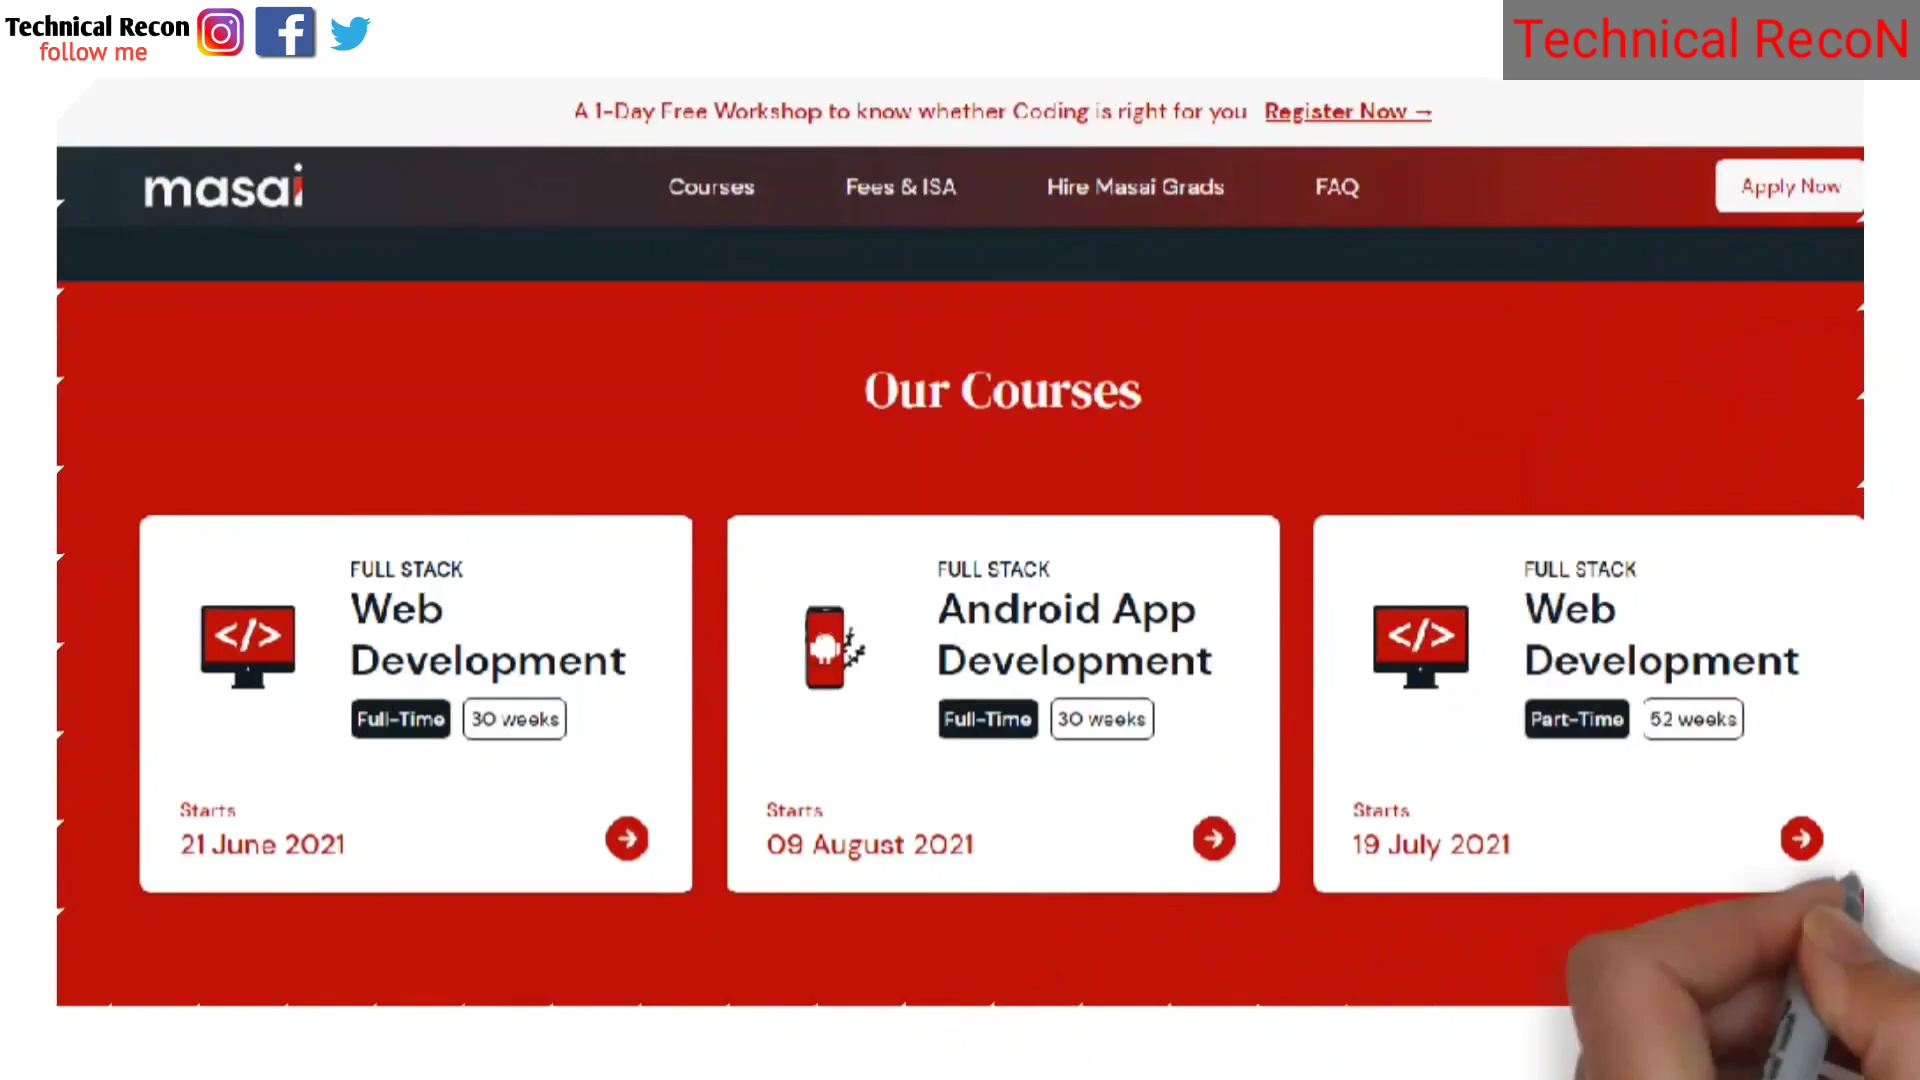 Technical Recon
follow me
Technical RecoN
A 1-Day Free Workshop to know whether Coding is right for you Register Now →
masai
Courses
Fees & ISA
Hire Masai Grads
FAQ
Apply Now
Our Courses
FULL STACK
Web
Development
Full-Time 30 weeks
Starts
21 June 2021
FULL STACK
Android App
Development
Full-Time 30 weeks
Starts
09 August 2021
FULL STACK
Web
Development
Part-Time 52 weeks
Starts
19 July 2021